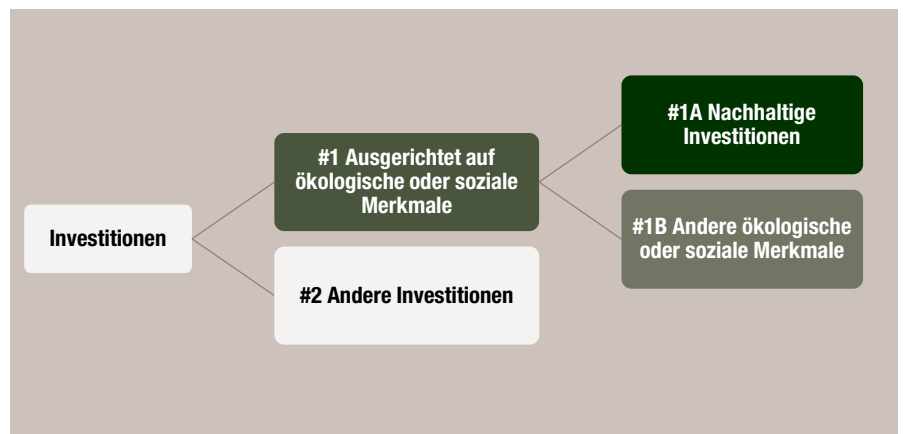 Investitionen
#1 Ausgerichtet auf
ökologische oder soziale
Merkmale
#2 Andere Investitionen
#1A Nachhaltige
Investitionen
#1B Andere ökologische
oder soziale Merkmale